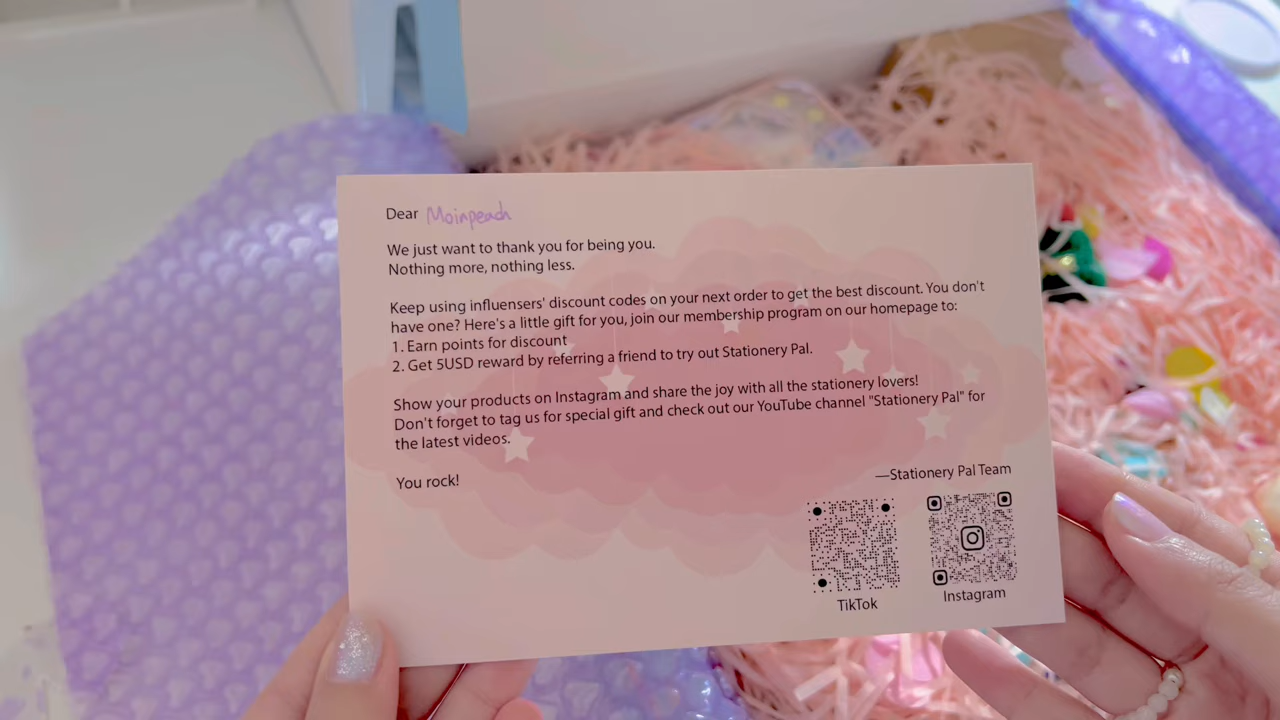 Dear Moinpeach
We just want to thank you for being you.
Nothing more, nothing less.
Keep using influensers' discount codes on your next order to get the best discount. You don't
have one? Here's a little gift for you, join our membership program on our homepage to:
1. Earn points for discount
2. Get 5USD reward by referring a friend to try out Stationery Pal.
Show your products on Instagram and share the joy with all the stationery lovers!
Don't forget to tag us for special gift and check out our YouTube channel "Stationery Pal" for
the latest videos.
You rock!
—Stationery Pal Team
TikTok
Instagram